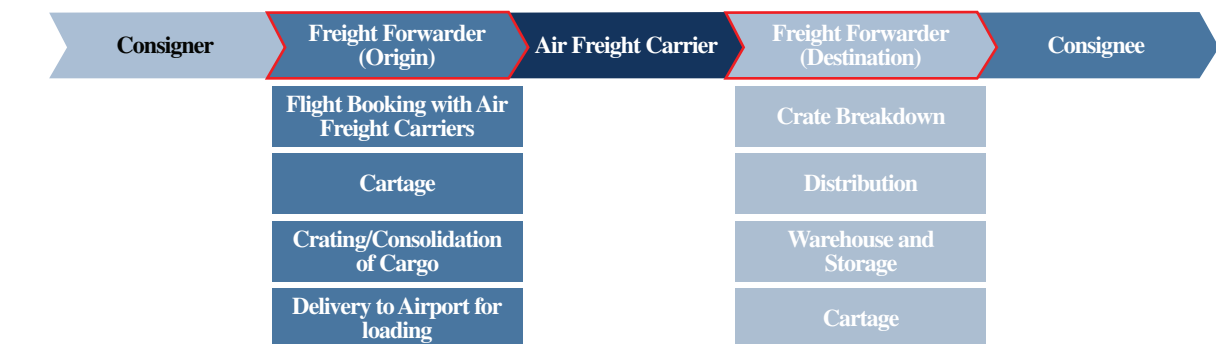 Consigner
Freight Forwarder
(Origin)
Air Freight Carrier
Freight Forwarder
(Destination)
Consignee
Flight Booking with Air
Freight Carriers
Cartage
Crating/Consolidation
of Cargo
Delivery to Airport for
loading
Crate Breakdown
Distribution
Warehouse and
Storage
Cartage